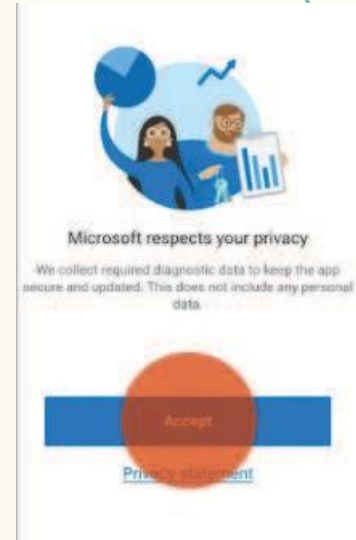 Microsoft respects your privacy
We collect required diagnostic data to keep the app
secure and updated. This does not include any personal
data.
Accept
Privacy statement